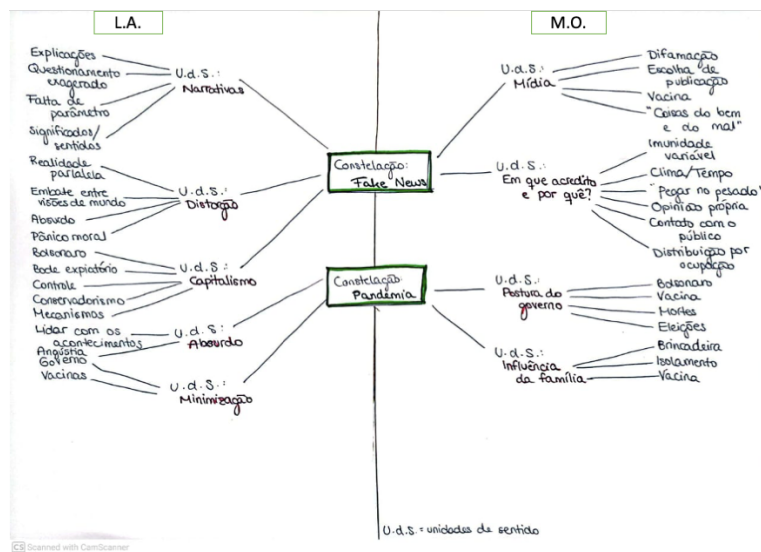 L.A.
Explicações
Questionamento
exagerado
Falta de
parâmetro
Significados/
sentidos
U.d.S.:
Narrativas
Realidade
paralela
Embate entre
visões de mundo
Absurdo
Pânico moral
U.d.S.:
Distorção
Bolsonaro
Bode expiatório
Controle
Conservadorismo
Mecanismos
U.d.S.:
Capitalismo
Lidar com os
acontecimentos
Angústia
U.d.S.:
Absurdo
Governo
Vacinas
U.d.S.:
Minimização
Constelação:
Fake News
Constelação:
Pandemia
M.O.
U.d.S.:
Mídia
Difamação
Escolha de
publicação
Vacina
"Coisas do bem
e do mal"
U.d.S.:
Em que acredito
e por quê?
Imunidade
variável
Clima/Tempo
"Pegar no pesado"
Opinião própria
Contato com o
público
Distribuição por
ocupação
U.d.S.:
Postura do
governo
Bolsonaro
Vacina
Mortes
Eleições
U.d.S.:
Influência
da família
Brincadeira
Isolamento
Vacina
U.d.S. = unidades de sentido
CS Scanned with CamScanner